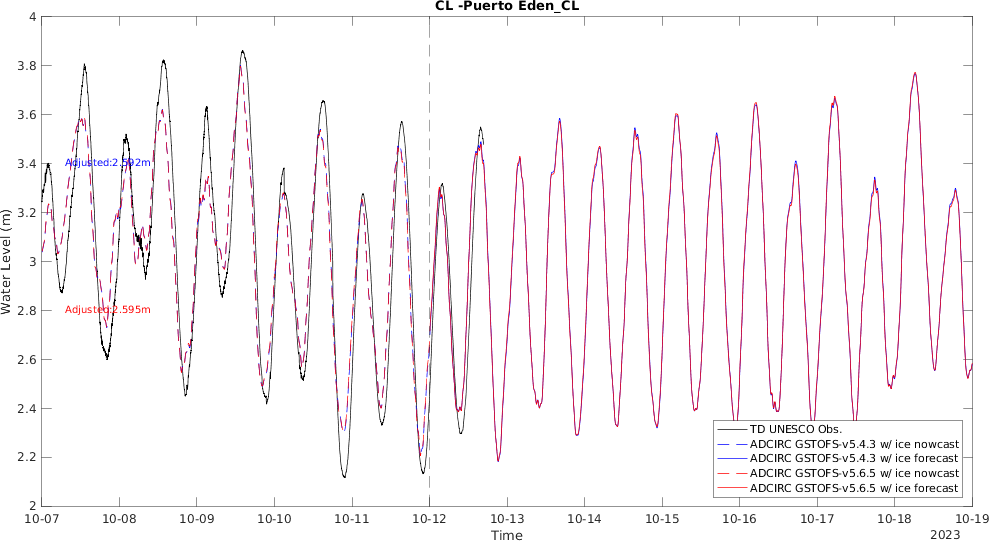 CL -Puerto Eden_CL
4
3.8
3.6
3.4
3.2
3
2.8
2.6
2.4
2.2
2
Water Level (m)
Adjusted:2.592m
Adjusted:2.595m
TD UNESCO Obs.
ADCIRC GSTOFS-v5.4.3 w/ ice nowcast
ADCIRC GSTOFS-v5.4.3 w/ ice forecast
ADCIRC GSTOFS-v5.6.5 w/ ice nowcast
ADCIRC GSTOFS-v5.6.5 w/ ice forecast
10-07 10-08 10-09 10-10 10-11 10-12 10-13 10-14 10-15 10-16 10-17 10-18 10-19
Time
2023